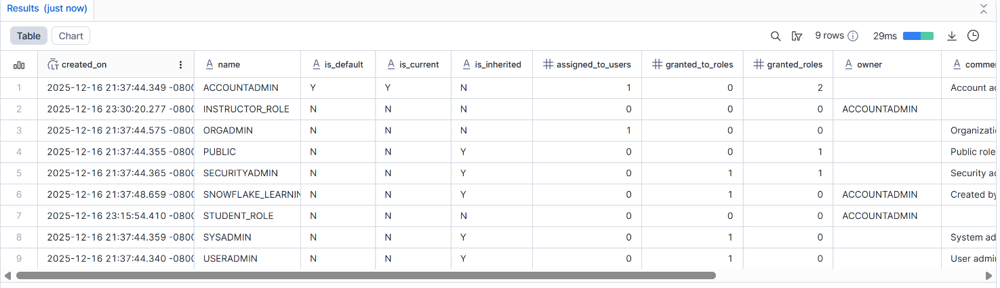 Results (just now)
Table Chart 9 rows 29ms
created_on name is_default is_current is_inherited assigned_to_users granted_to_roles granted_roles owner comme
1 2025-12-16 21:37:44.349 -0800 ACCOUNTADMIN Y Y N 1 0 2 Account ad
2 2025-12-16 23:30:20.277 -0800 INSTRUCTOR_ROLE N N N 0 0 0 ACCOUNTADMIN
3 2025-12-16 21:37:44.575 -0800 ORGADMIN N N N 1 0 0 Organizati
4 2025-12-16 21:37:44.355 -0800 PUBLIC N N Y 0 0 1 Public role
5 2025-12-16 21:37:44.365 -0800 SECURITYADMIN N N Y 0 1 1 Security ad
6 2025-12-16 21:37:48.659 -0800 SNOWFLAKE_LEARNIN N N Y 0 1 0 ACCOUNTADMIN Created by
7 2025-12-16 23:15:54.410 -0800 STUDENT_ROLE N N N 0 0 0 ACCOUNTADMIN
8 2025-12-16 21:37:44.359 -0800 SYSADMIN N N Y 0 1 0 System ad
9 2025-12-16 21:37:44.340 -0800 USERADMIN N N Y 0 1 0 User admi